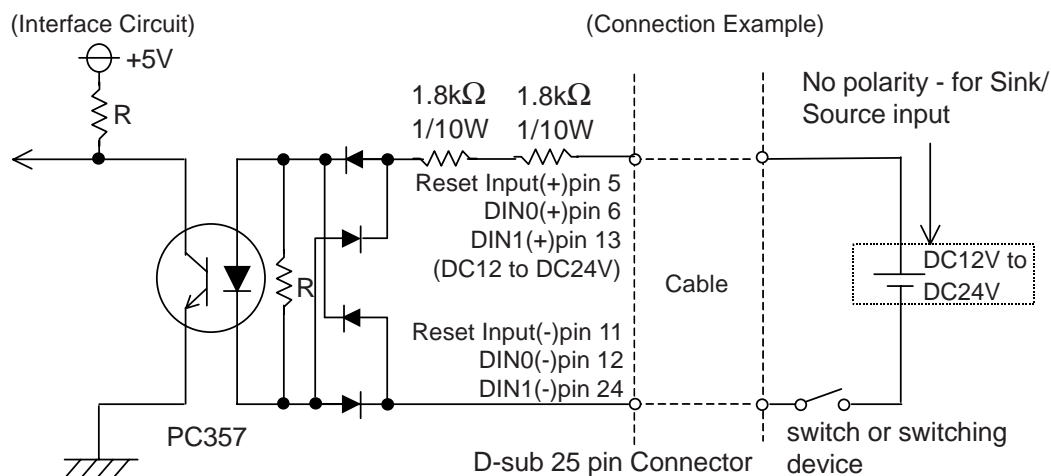 (Interface Circuit)
(Connection Example)
+5V
R
1.8kΩ
1/10W
1.8kΩ
1/10W
No polarity - for Sink/
Source input
Reset Input(+)pin 5
DIN0(+)pin 6
DIN1(+)pin 13
(DC12 to DC24V)
R
Cable
DC12V to
DC24V
Reset Input(-)pin 11
DIN0(-)pin 12
DIN1(-)pin 24
PC357
D-sub 25 pin Connector
switch or switching
device